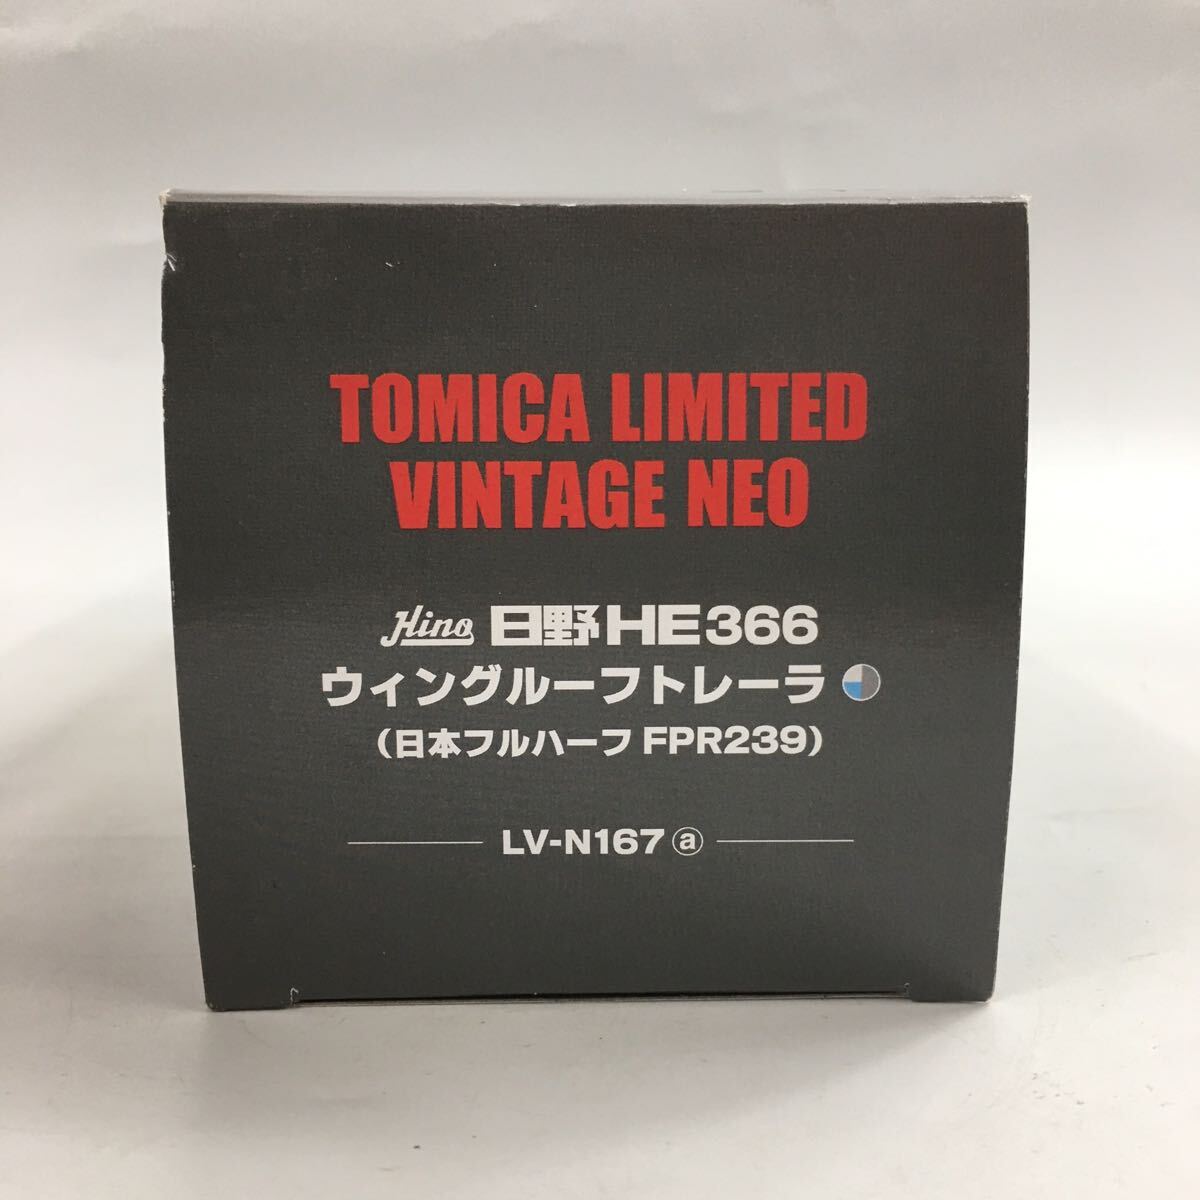 TOMICA LIMITED
VINTAGE NEO
Hino 日野HE366
ウィングルーフトレーラ
(日本フルハーフ FPR239)
LV-N167 ⓐ